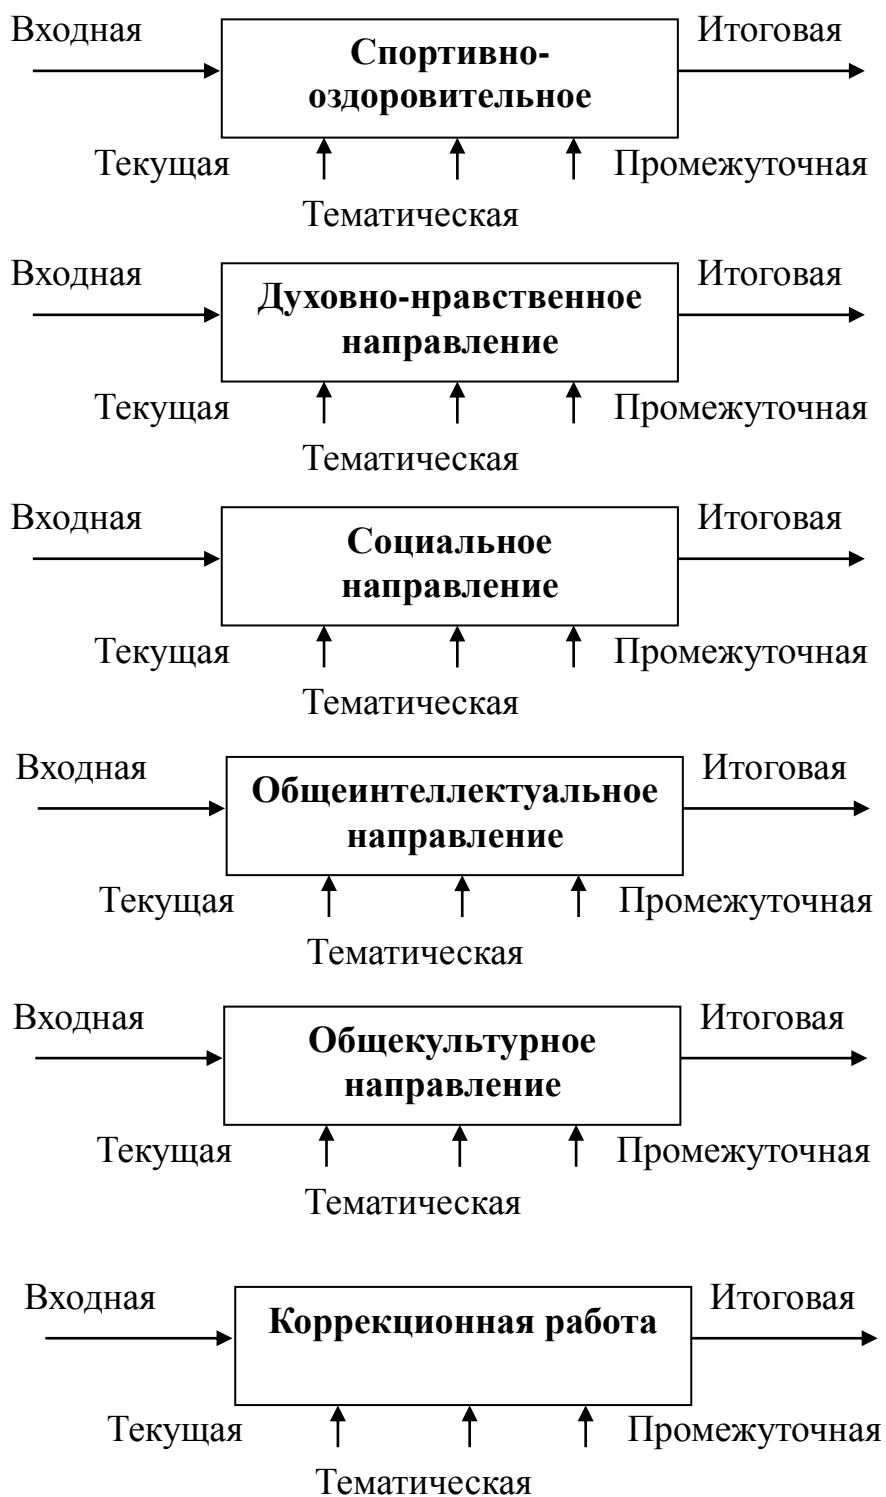 Входная
Спортивно-
оздоровительное
Итоговая
Текущая
Тематическая
Промежуточная
Входная
Духовно-нравственное
направление
Итоговая
Текущая
Тематическая
Промежуточная
Входная
Социальное
направление
Итоговая
Текущая
Тематическая
Промежуточная
Входная
Общеинтеллектуальное
направление
Итоговая
Текущая
Тематическая
Промежуточная
Входная
Общекультурное
направление
Итоговая
Текущая
Тематическая
Промежуточная
Входная
Коррекционная работа
Итоговая
Текущая
Тематическая
Промежуточная